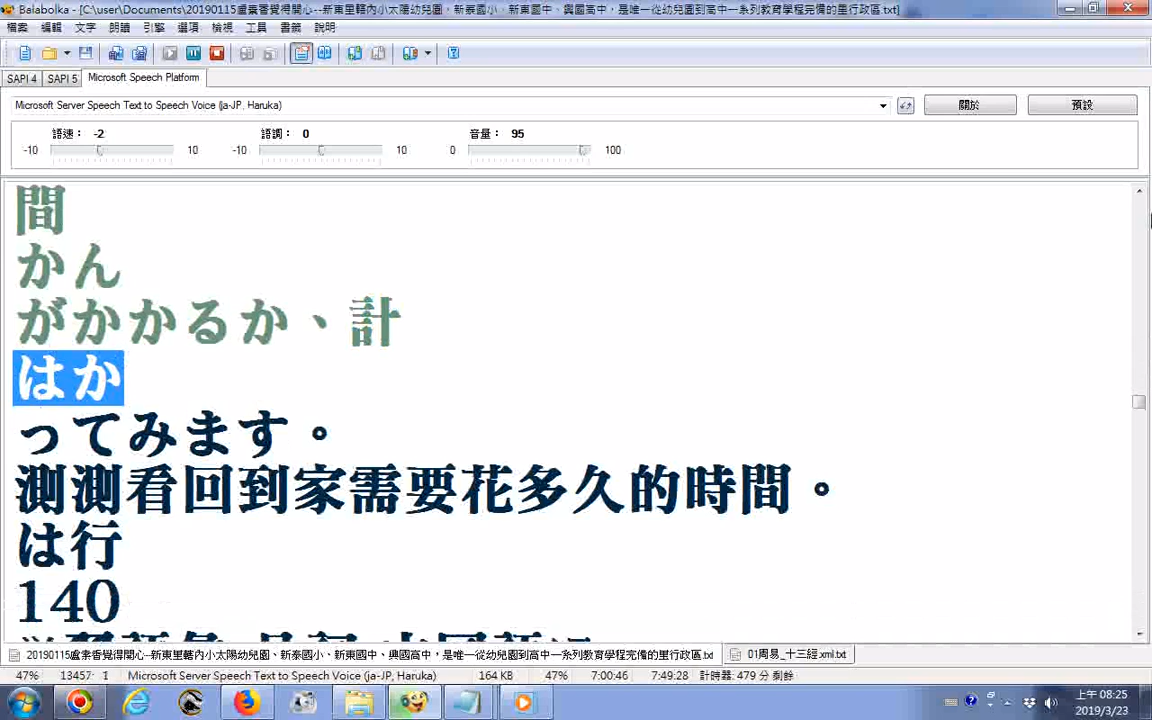 Balabolka - [C:\user\Documents\20190115盧素香覺得開心--新東里轄內小太陽幼兒園、新泰國小、新東國中、興國高中，是唯一從幼兒園到高中一系列教育學程完備的里行政區.txt]
檔案 編輯 文字 朗讀 引擎 選項 檢視 工具 書籤 說明
SAPI 4 SAPI 5 Microsoft Speech Platform
Microsoft Server Speech Text to Speech Voice (ja-JP, Haruka) 關於 預設
語速： -2 語調： 0 音量： 95
-10 10 -10 10 0 100
間
かん
がかかるか、計
はか
ってみます。
測測看回到家需要花多久的時間。
は行
140
20190115盧素香覺得開心--新東里轄內小太陽幼兒園、新泰國小、新東國中、興國高中，是唯一從幼兒園到高中一系列教育學程完備的里行政區.txt 01周易_十三經.xml.txt
47% 13457: 1 Microsoft Server Speech Text to Speech Voice (ja-JP, Haruka) 164 KB 47% 7:00:46 7:49:28 計時器: 479 分 剩餘
上午 08:25
2019/3/23